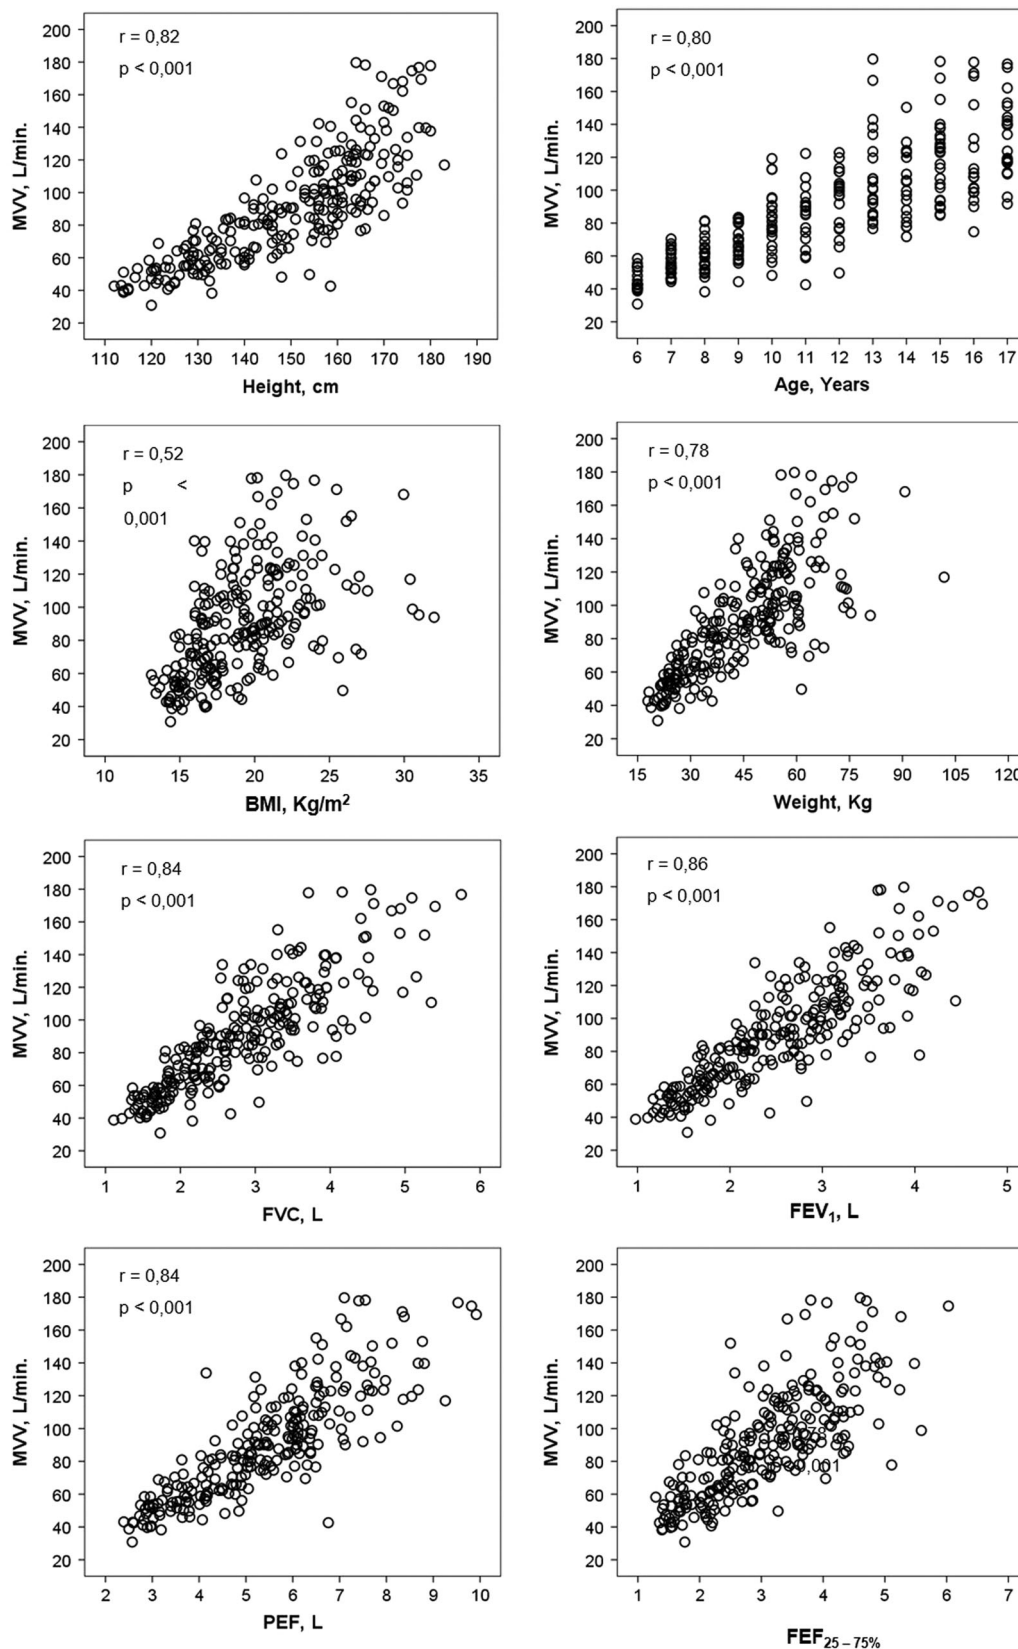 200
180
160
140
120
100
80
60
40
20
MVV, L/min.
r = 0,82
p < 0,001
110 120 130 140 150 160 170 180 190
Height, cm
200
180
160
140
120
100
80
60
40
20
MVV, L/min.
r = 0,80
p < 0,001
6 7 8 9 10 11 12 13 14 15 16 17
Age, Years
200
180
160
140
120
100
80
60
40
20
MVV, L/min.
r = 0,52
p <
0,001
10 15 20 25 30 35
BMI, Kg/m²
200
180
160
140
120
100
80
60
40
20
MVV, L/min.
r = 0,78
p < 0,001
15 30 45 60 75 90 105 120
Weight, Kg
200
180
160
140
120
100
80
60
40
20
MVV, L/min.
r = 0,84
p < 0,001
1 2 3 4 5 6
FVC, L
200
180
160
140
120
100
80
60
40
20
MVV, L/min.
r = 0,86
p < 0,001
1 2 3 4 5
FEV₁, L
200
180
160
140
120
100
80
60
40
20
MVV, L/min.
r = 0,84
p < 0,001
2 3 4 5 6 7 8 9 10
PEF, L
200
180
160
140
120
100
80
60
40
20
MVV, L/min.
0,001
1 2 3 4 5 6 7
FEF₂₅₋₇₅%